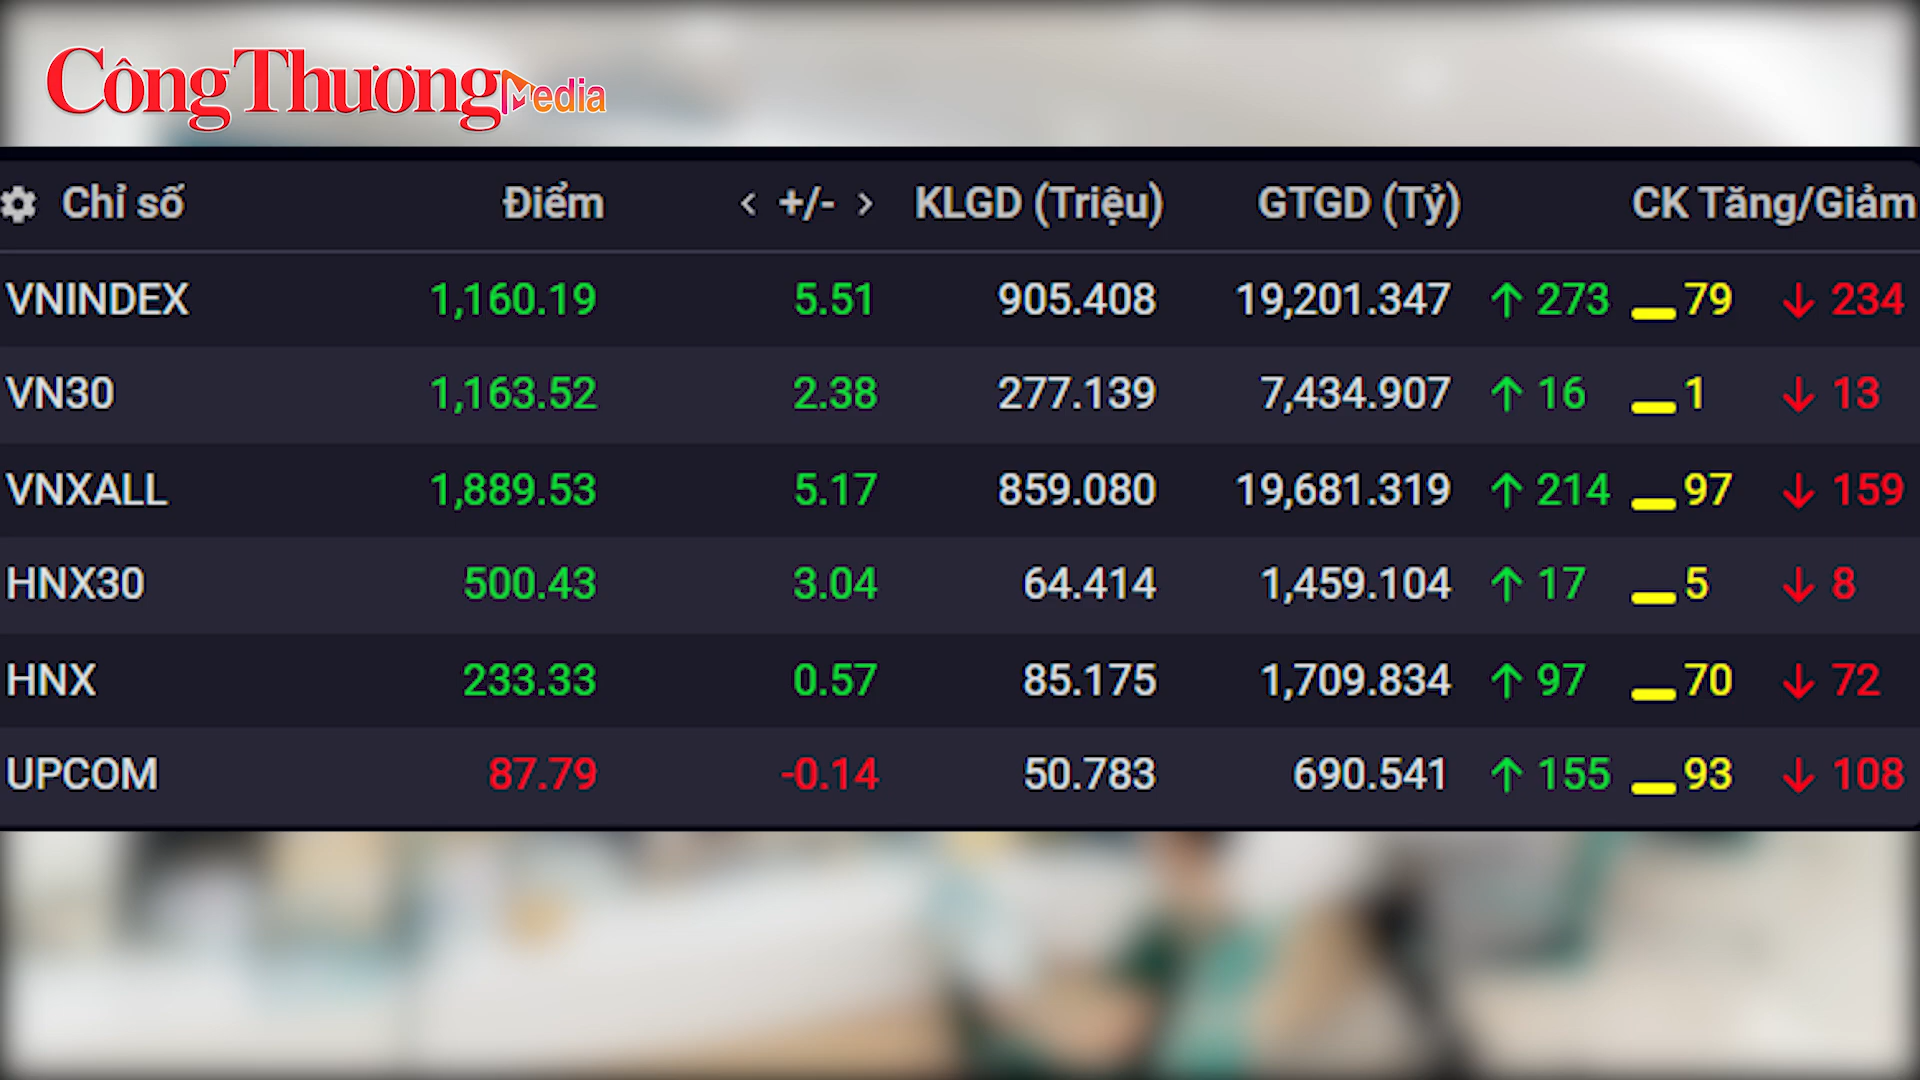 CôngThương Media
Chỉ số Điểm < +/- > KLGD (Triệu) GTGD (Tỷ) CK Tăng/Giảm
VNINDEX 1,160.19 5.51 905.408 19,201.347 ↑ 273 79 ↓ 234
VN30 1,163.52 2.38 277.139 7,434.907 ↑ 16 1 ↓ 13
VNXALL 1,889.53 5.17 859.080 19,681.319 ↑ 214 97 ↓ 159
HNX30 500.43 3.04 64.414 1,459.104 ↑ 17 5 ↓ 8
HNX 233.33 0.57 85.175 1,709.834 ↑ 97 70 ↓ 72
UPCOM 87.79 -0.14 50.783 690.541 ↑ 155 93 ↓ 108